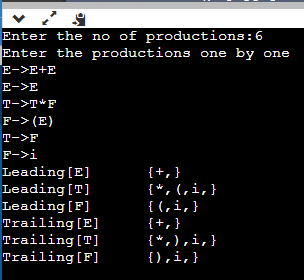 Enter the no of productions:6
Enter the productions one by one
E->E+E
E->E
T->T*F
F->(E)
T->F
F->i
Leading[E] {+,}
Leading[T] {*,(,i,}
Leading[F] {(,i,}
Trailing[E] {+,}
Trailing[T] {*,),i,}
Trailing[F] {),i,}